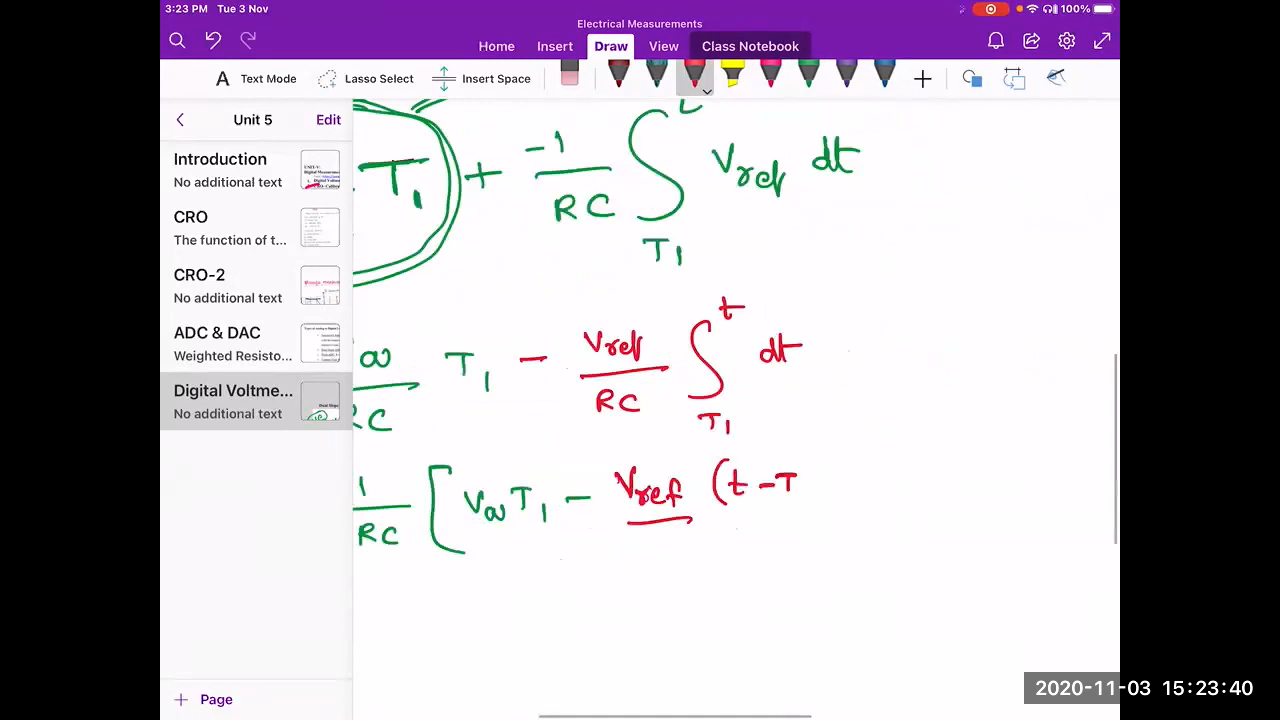 3:23 PM Tue 3 Nov
100%
Electrical Measurements
Home Insert Draw View Class Notebook
A Text Mode Lasso Select Insert Space
Unit 5 Edit
Introduction
No additional text
CRO
The function of t...
CRO-2
No additional text
ADC & DAC
Weighted Resisto...
Digital Voltme...
No additional text
+ Page
T₁ + -1/RC ∫ T₁ Vref dt
RC T₁ - Vref/RC ∫ T₁ t dt
1/RC [ Va T₁ - Vref (t - T
2020-11-03 15:23:40